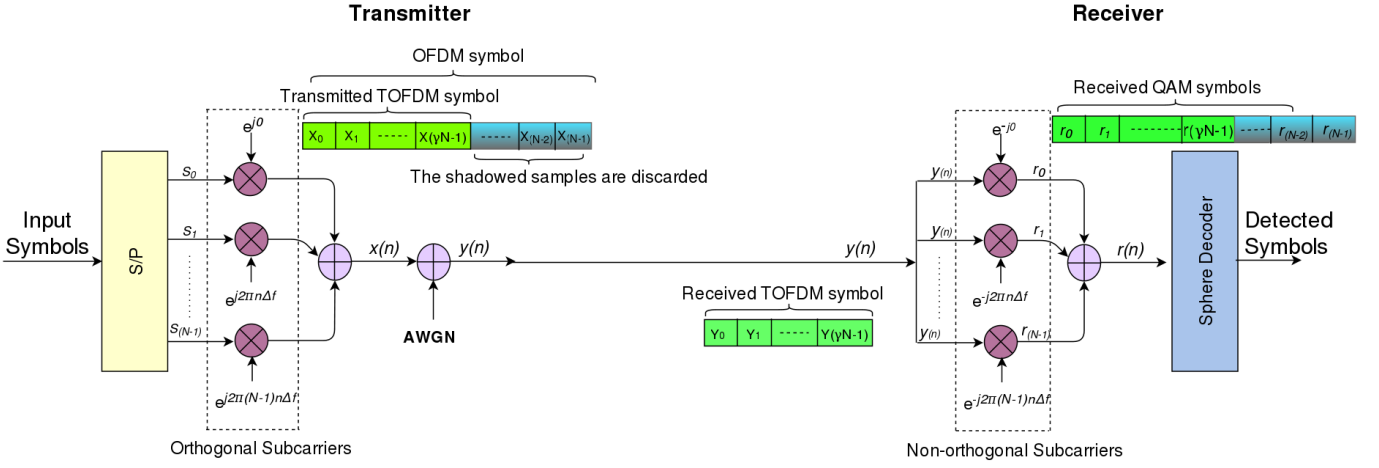 Transmitter
Receiver
OFDM symbol
Transmitted TOFDM symbol
X0 X1 ----- X(γN-1) ----- X(N-2) X(N-1)
The shadowed samples are discarded
Received QAM symbols
r0 r1 --------- r(γN-1) ----- r(N-2) r(N-1)
e^j0
e^-j0
S0
S1
S(N-1)
Input
Symbols
S/P
e^j2πnΔf
e^j2π(N-1)nΔf
Orthogonal Subcarriers
x(n)
y(n)
AWGN
y(n)
Received TOFDM symbol
Y0 Y1 ----- Y(γN-1)
y(n)
y(n)
y(n)
r0
r1
r(N-1)
e^-j2πnΔf
e^-j2π(N-1)nΔf
Non-orthogonal Subcarriers
r(n)
Sphere Decoder
Detected
Symbols